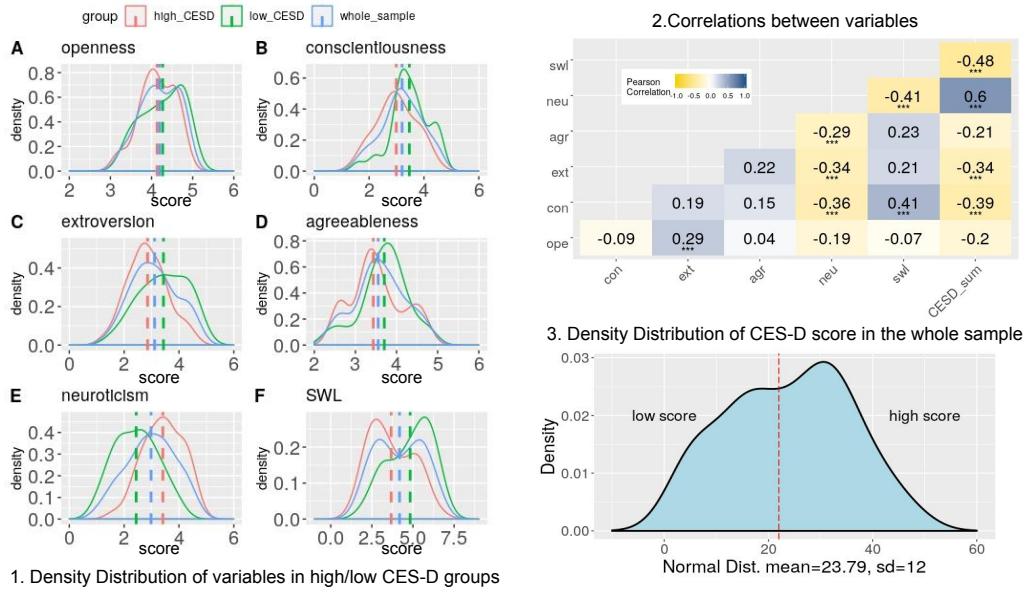 group high_CESD low_CESD whole_sample
A openness
density
0.8
0.6
0.4
0.2
0.0
2 3 4 5 6
score
B conscientiousness
density
0.6
0.4
0.2
0.0
0 2 4 6
score
C extroversion
density
0.4
0.2
0.0
0 2 4 6
score
D agreeableness
density
0.8
0.6
0.4
0.2
0.0
2 3 4 5 6
score
E neuroticism
density
0.4
0.3
0.2
0.1
0.0
0 2 4 6
score
F SWL
density
0.2
0.1
0.0
0.0 2.5 5.0 7.5
score
1. Density Distribution of variables in high/low CES-D groups
2.Correlations between variables
Pearson
Correlation
-1.0 -0.5 0.0 0.5 1.0
swl -0.48
***
neu -0.41 0.6
*** ***
agr -0.29 0.23 -0.21
***
ext 0.22 -0.34 0.21 -0.34
*** ***
con 0.19 0.15 -0.36 0.41 -0.39
*** *** ***
ope -0.09 0.29 0.04 -0.19 -0.07 -0.2
***
con ext agr neu swl CESD_sum
3. Density Distribution of CES-D score in the whole sample
Density
0.03
0.02
0.01
0.00
low score high score
0 20 40 60
Normal Dist. mean=23.79, sd=12